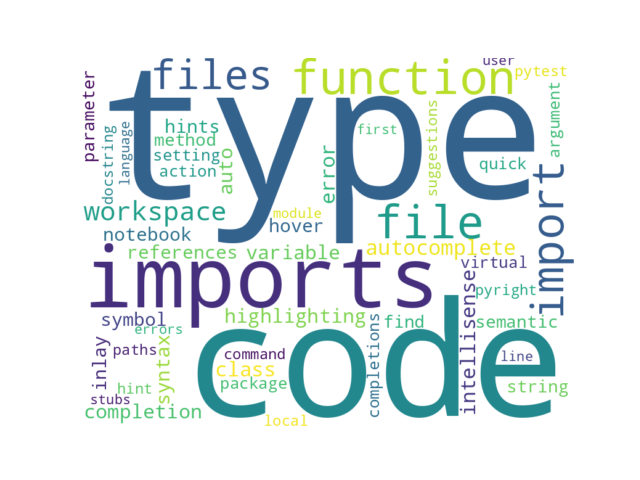 user
files
function
pytest
parameter
type
hints
language
docstring
method
setting
action
auto
error
first
suggestions
quick
argument
workspace
module
hover
file
import
notebook
references
variable
autocomplete
imports
virtual
intellisense
pyright
code
symbol
errors
highlighting
completions
find
semantic
inlay
paths
syntax
command
class
package
line
hint
stubs
string
completion
local